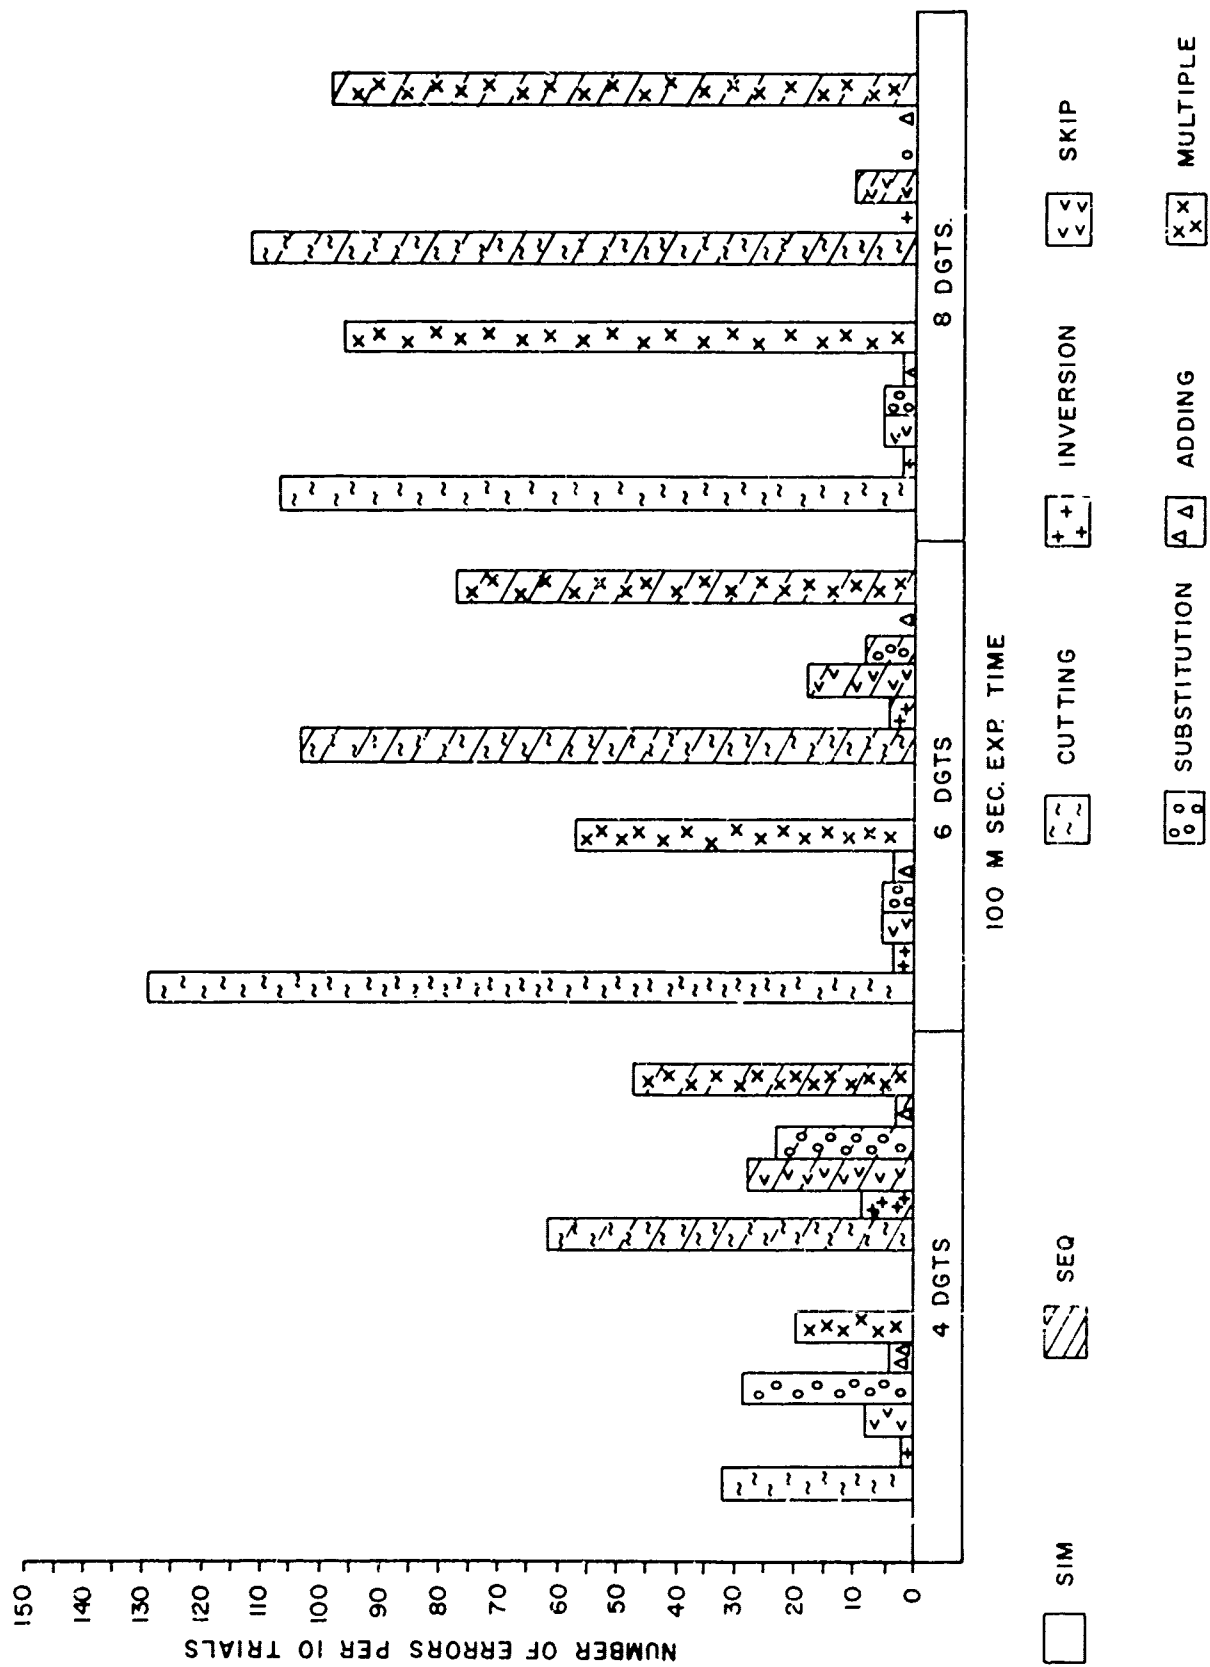 NUMBER OF ERRORS PER 10 TRIALS
150
140
130
120
110
100
90
80
70
60
50
40
30
20
10
0
4 DGTS
6 DGTS
8 DGTS.
100 M SEC. EXP. TIME
SIM
SEQ
CUTTING
INVERSION
SKIP
SUBSTITUTION
ADDING
MULTIPLE